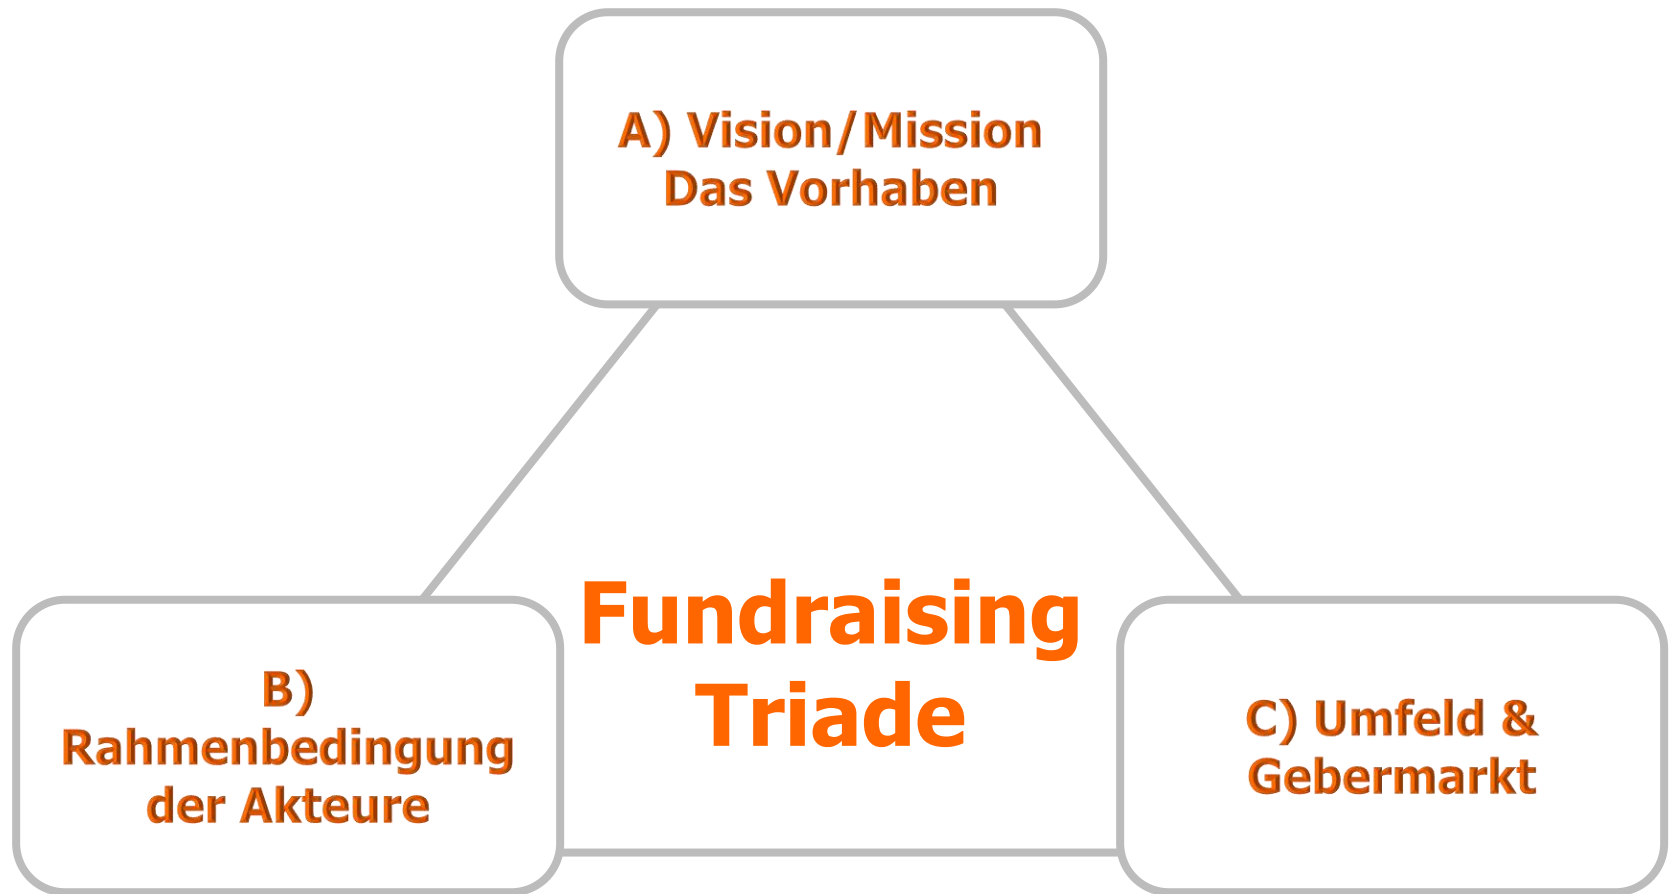 A) Vision/Mission
Das Vorhaben
Fundraising
Triade
B)
Rahmenbedingung
der Akteure
C) Umfeld &
Gebermarkt